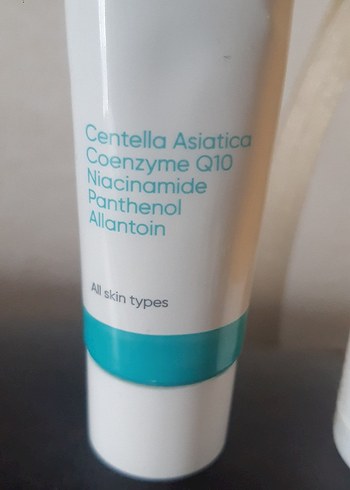 Centella Asiatica
Coenzyme Q10
Niacinamide
Panthenol
Allantoin
All skin types